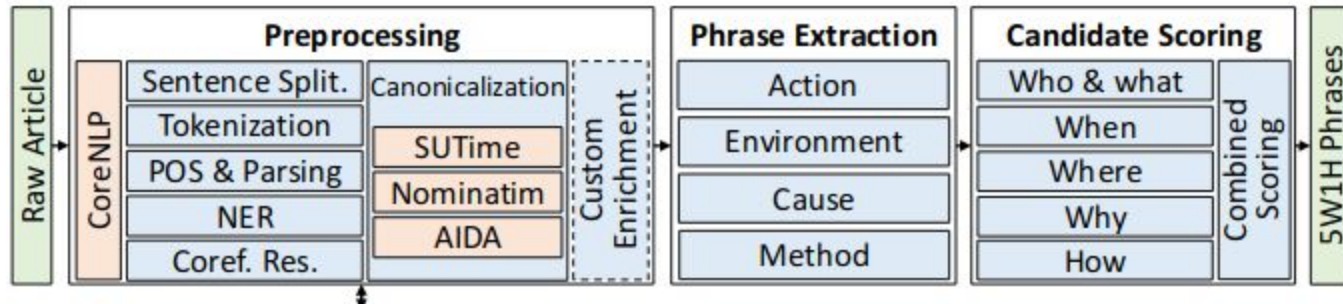 Raw Article
Preprocessing
CoreNLP
Sentence Split.
Tokenization
POS & Parsing
NER
Coref. Res.
Canonicalization
SUTime
Nominatim
AIDA
Custom
Enrichment
Phrase Extraction
Action
Environment
Cause
Method
Candidate Scoring
Who & what
When
Where
Why
How
Combined
Scoring
5W1H Phrases